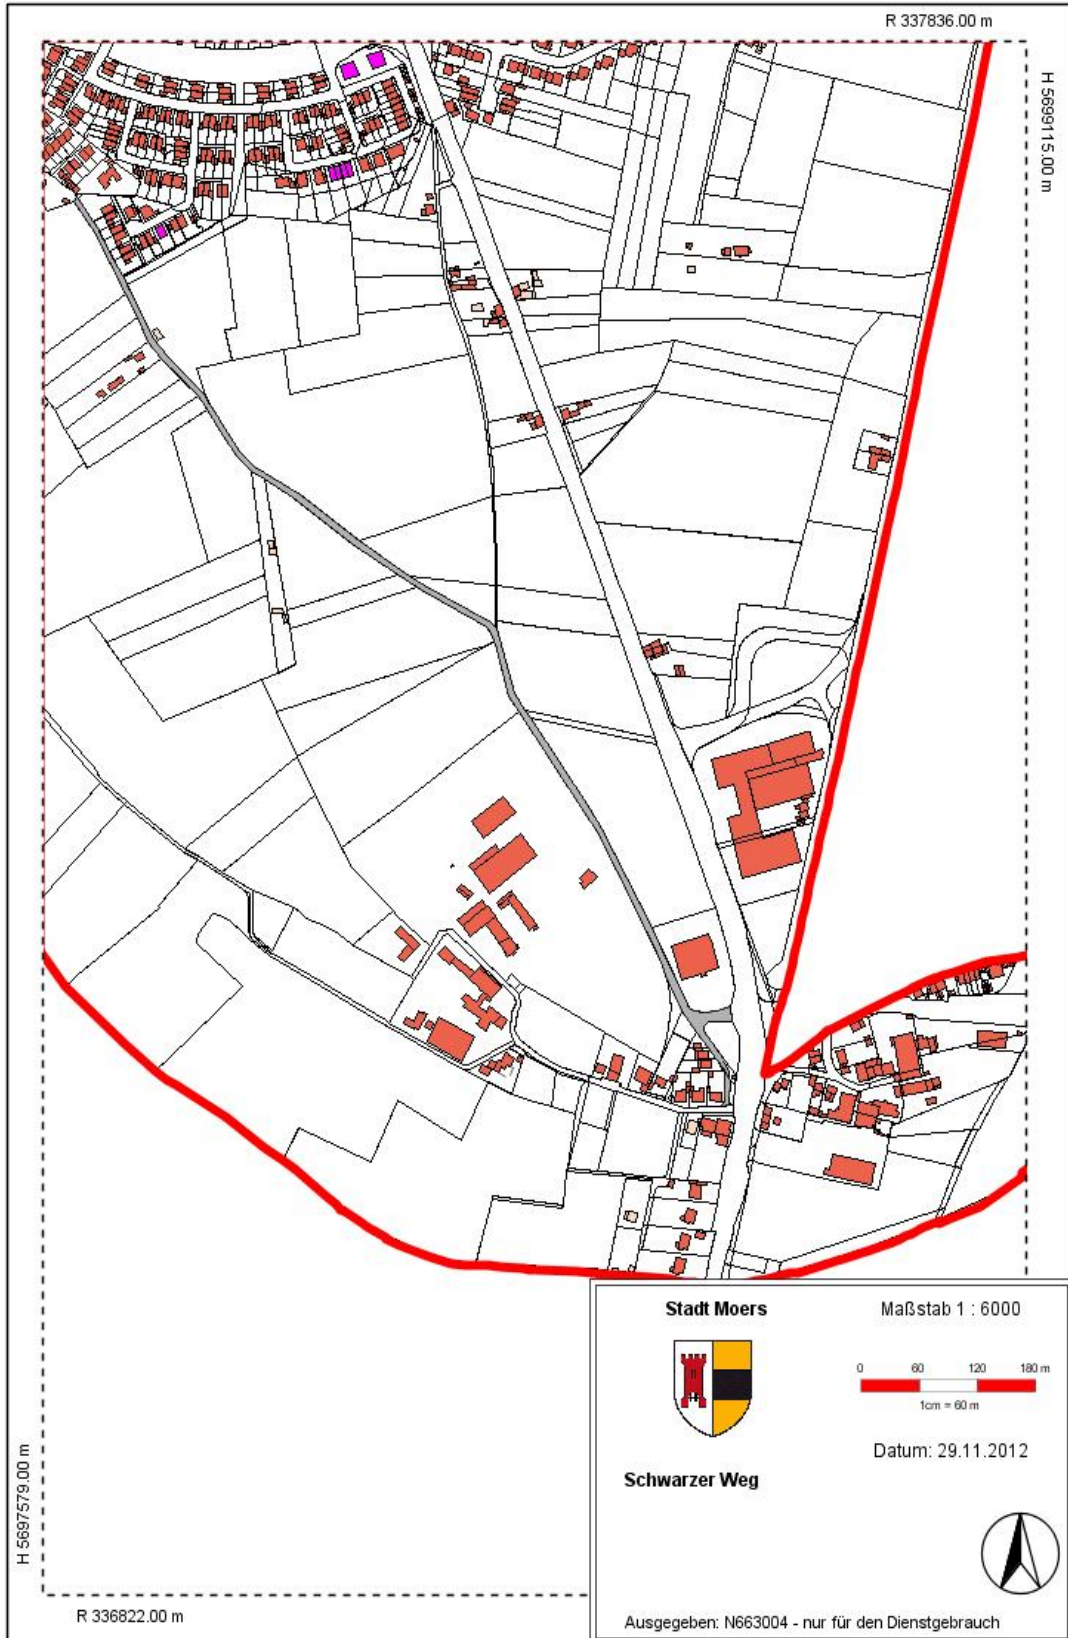 R 337836.00 m
H 5699115.00 m
Stadt Moers
Maßstab 1 : 6000
0 60 120 180 m
1cm = 60 m
Datum: 29.11.2012
Schwarzer Weg
H 5697579.00 m
R 336822.00 m
Ausgegeben: N663004 - nur für den Dienstgebrauch